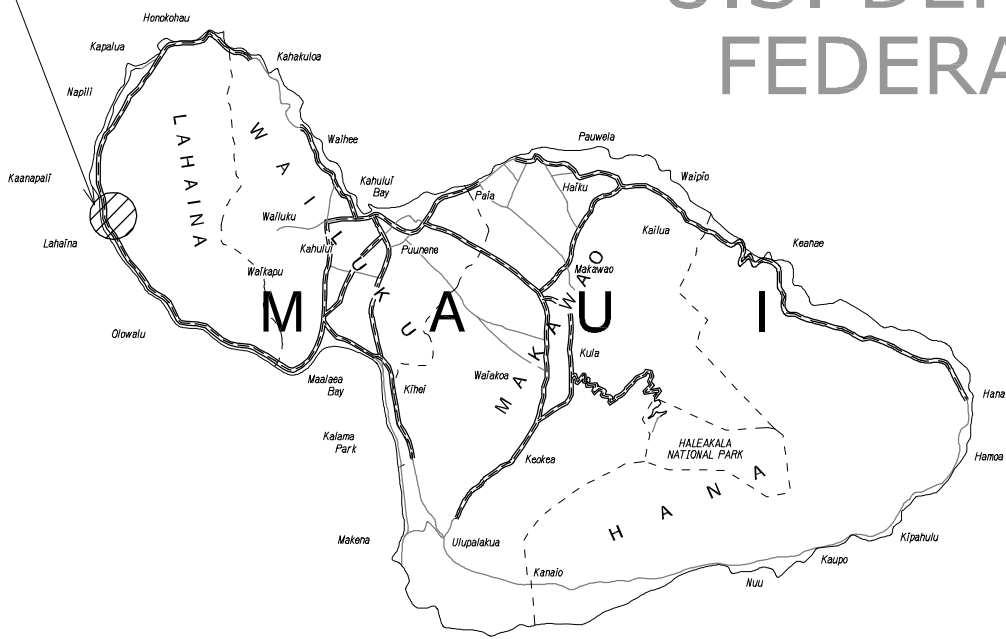 FEDERA
Honokohau
Kapalua
Kahakuloa
Napili
LAHAINA
WAILUKU
Waihee
Pauwela
Kaanapali
Kahului
Bay
Paia
Haiku
Waipio
Wailuku
Kailua
Lahaina
Kahului
Puunene
Keanae
Waikapu
Makawao
MAUI
MAKAWAO
Olowalu
Kula
Maalaea
Bay
Kihei
Waiakoa
Hana
Kalama
Park
HALEAKALA
NATIONAL PARK
Keokea
Hamoa
HANA
Makena
Ulupalakua
Kipahulu
Kaupo
Kanaio
Nuu